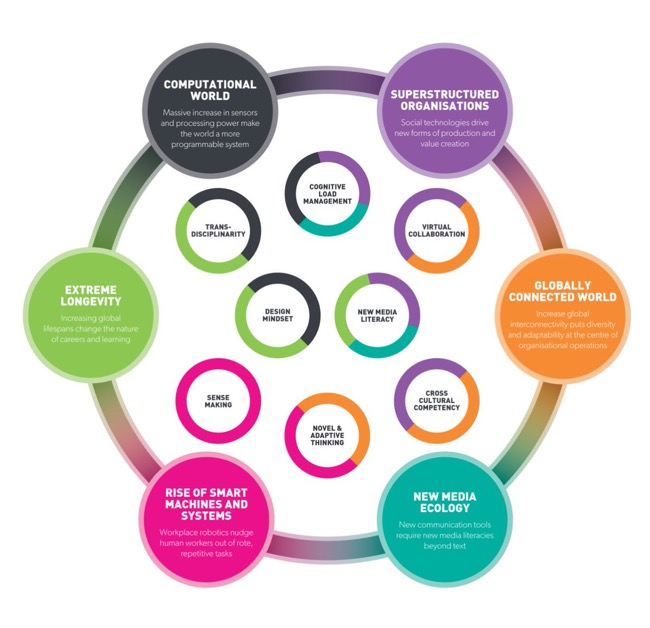 COMPUTATIONAL
WORLD
Massive increase in sensors
and processing power make
the world a more
programmable system
SUPERSTRUCTURED
ORGANISATIONS
Social technologies drive
new forms of production and
value creation
COGNITIVE
LOAD
MANAGEMENT
TRANS-
DISCIPLINARITY
VIRTUAL
COLLABORATION
EXTREME
LONGEVITY
Increasing global
lifespans change the nature
of careers and learning
DESIGN
MINDSET
NEW MEDIA
LITERACY
GLOBALLY
CONNECTED WORLD
Increase global
interconnectivity puts diversity
and adaptability at the centre of
organisational operations
SENSE
MAKING
NOVEL &
ADAPTIVE
THINKING
CROSS
CULTURAL
COMPETENCY
RISE OF SMART
MACHINES AND
SYSTEMS
Workplace robotics nudge
human workers out of rote,
repetitive tasks
NEW MEDIA
ECOLOGY
New communication tools
require new media literacies
beyond text